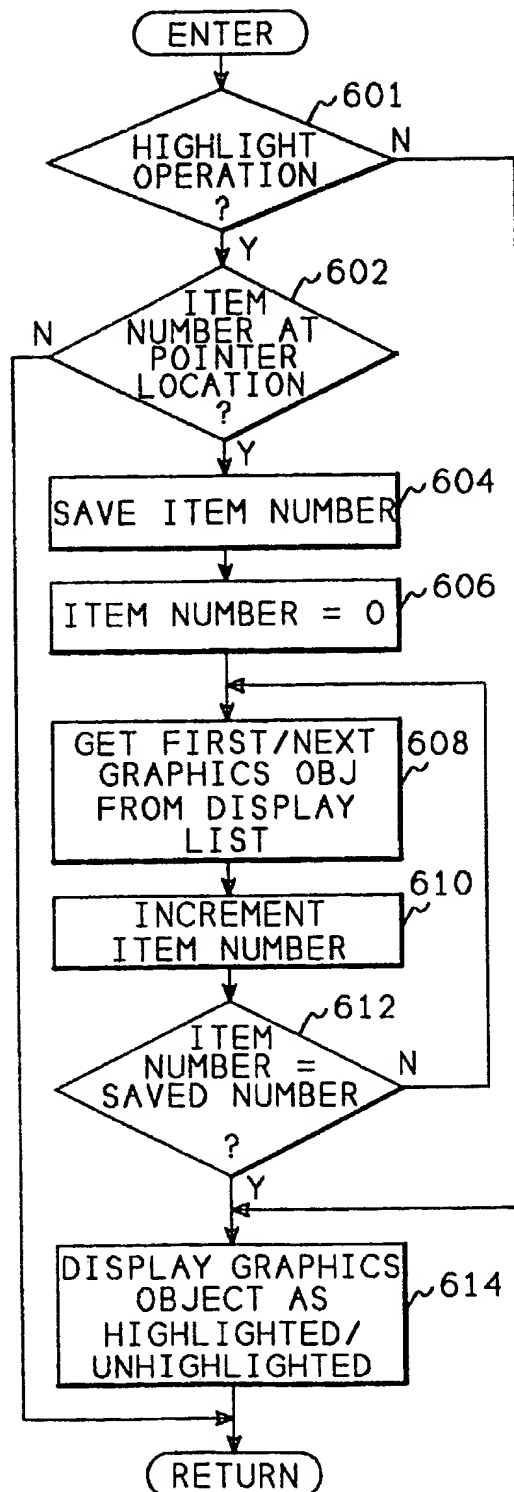 ENTER
601
HIGHLIGHT
OPERATION
?
N
Y
602
ITEM
NUMBER AT
POINTER
LOCATION
?
N
Y
SAVE ITEM NUMBER
604
ITEM NUMBER = 0
606
GET FIRST/NEXT
GRAPHICS OBJ
FROM DISPLAY
LIST
608
INCREMENT
ITEM NUMBER
610
612
ITEM
NUMBER =
SAVED NUMBER
?
N
Y
DISPLAY GRAPHICS
OBJECT AS
HIGHLIGHTED/
UNHIGHLIGHTED
614
RETURN